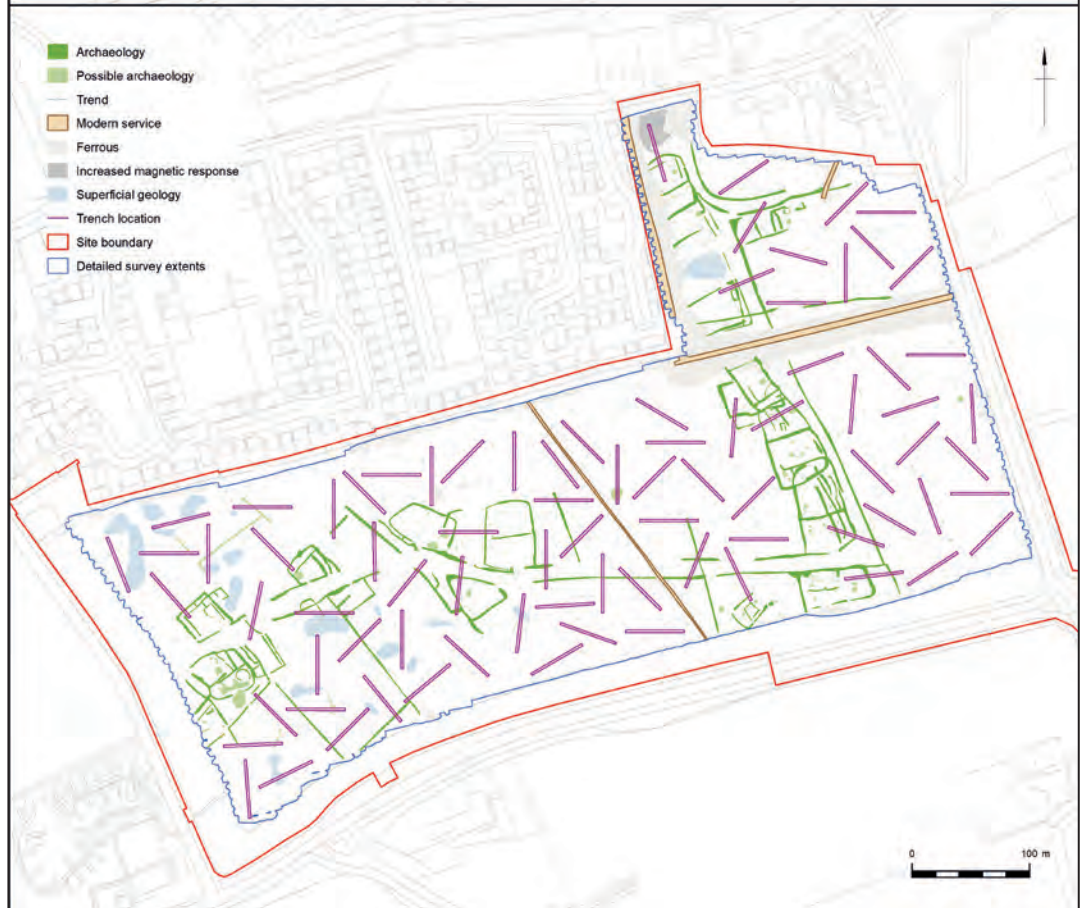 Archaeology
Possible archaeology
Trend
Modern service
Ferrous
Increased magnetic response
Superficial geology
Trench location
Site boundary
Detailed survey extents
0 100 m